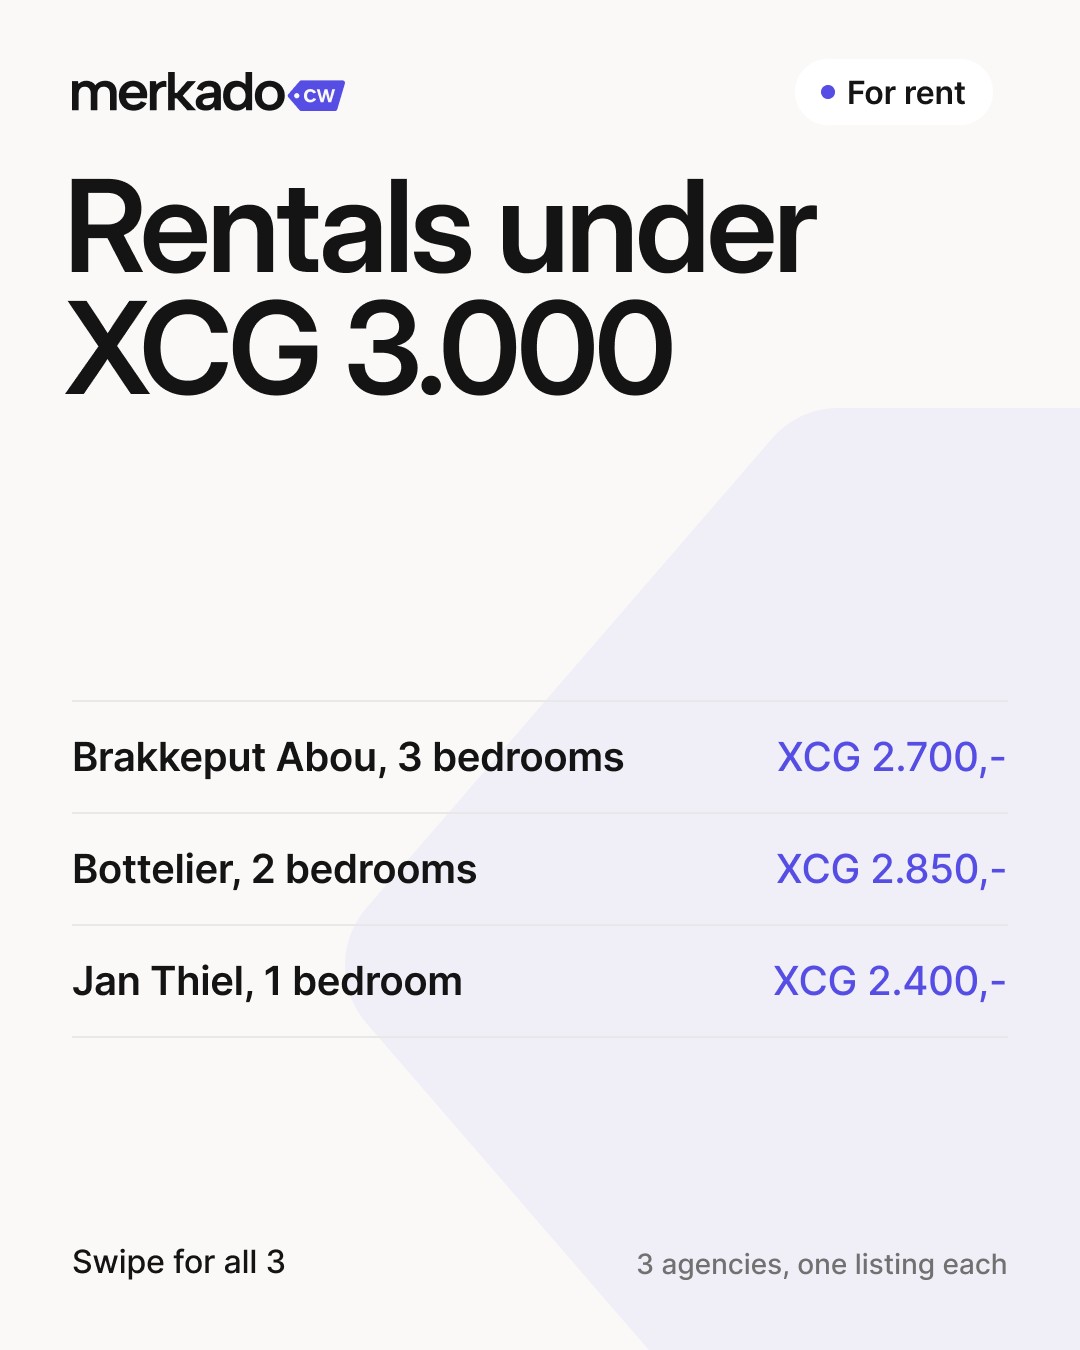 merkado CW
For rent
Rentals under
XCG 3.000
Brakkeput Abou, 3 bedrooms XCG 2.700,-
Bottelier, 2 bedrooms XCG 2.850,-
Jan Thiel, 1 bedroom XCG 2.400,-
Swipe for all 3
3 agencies, one listing each